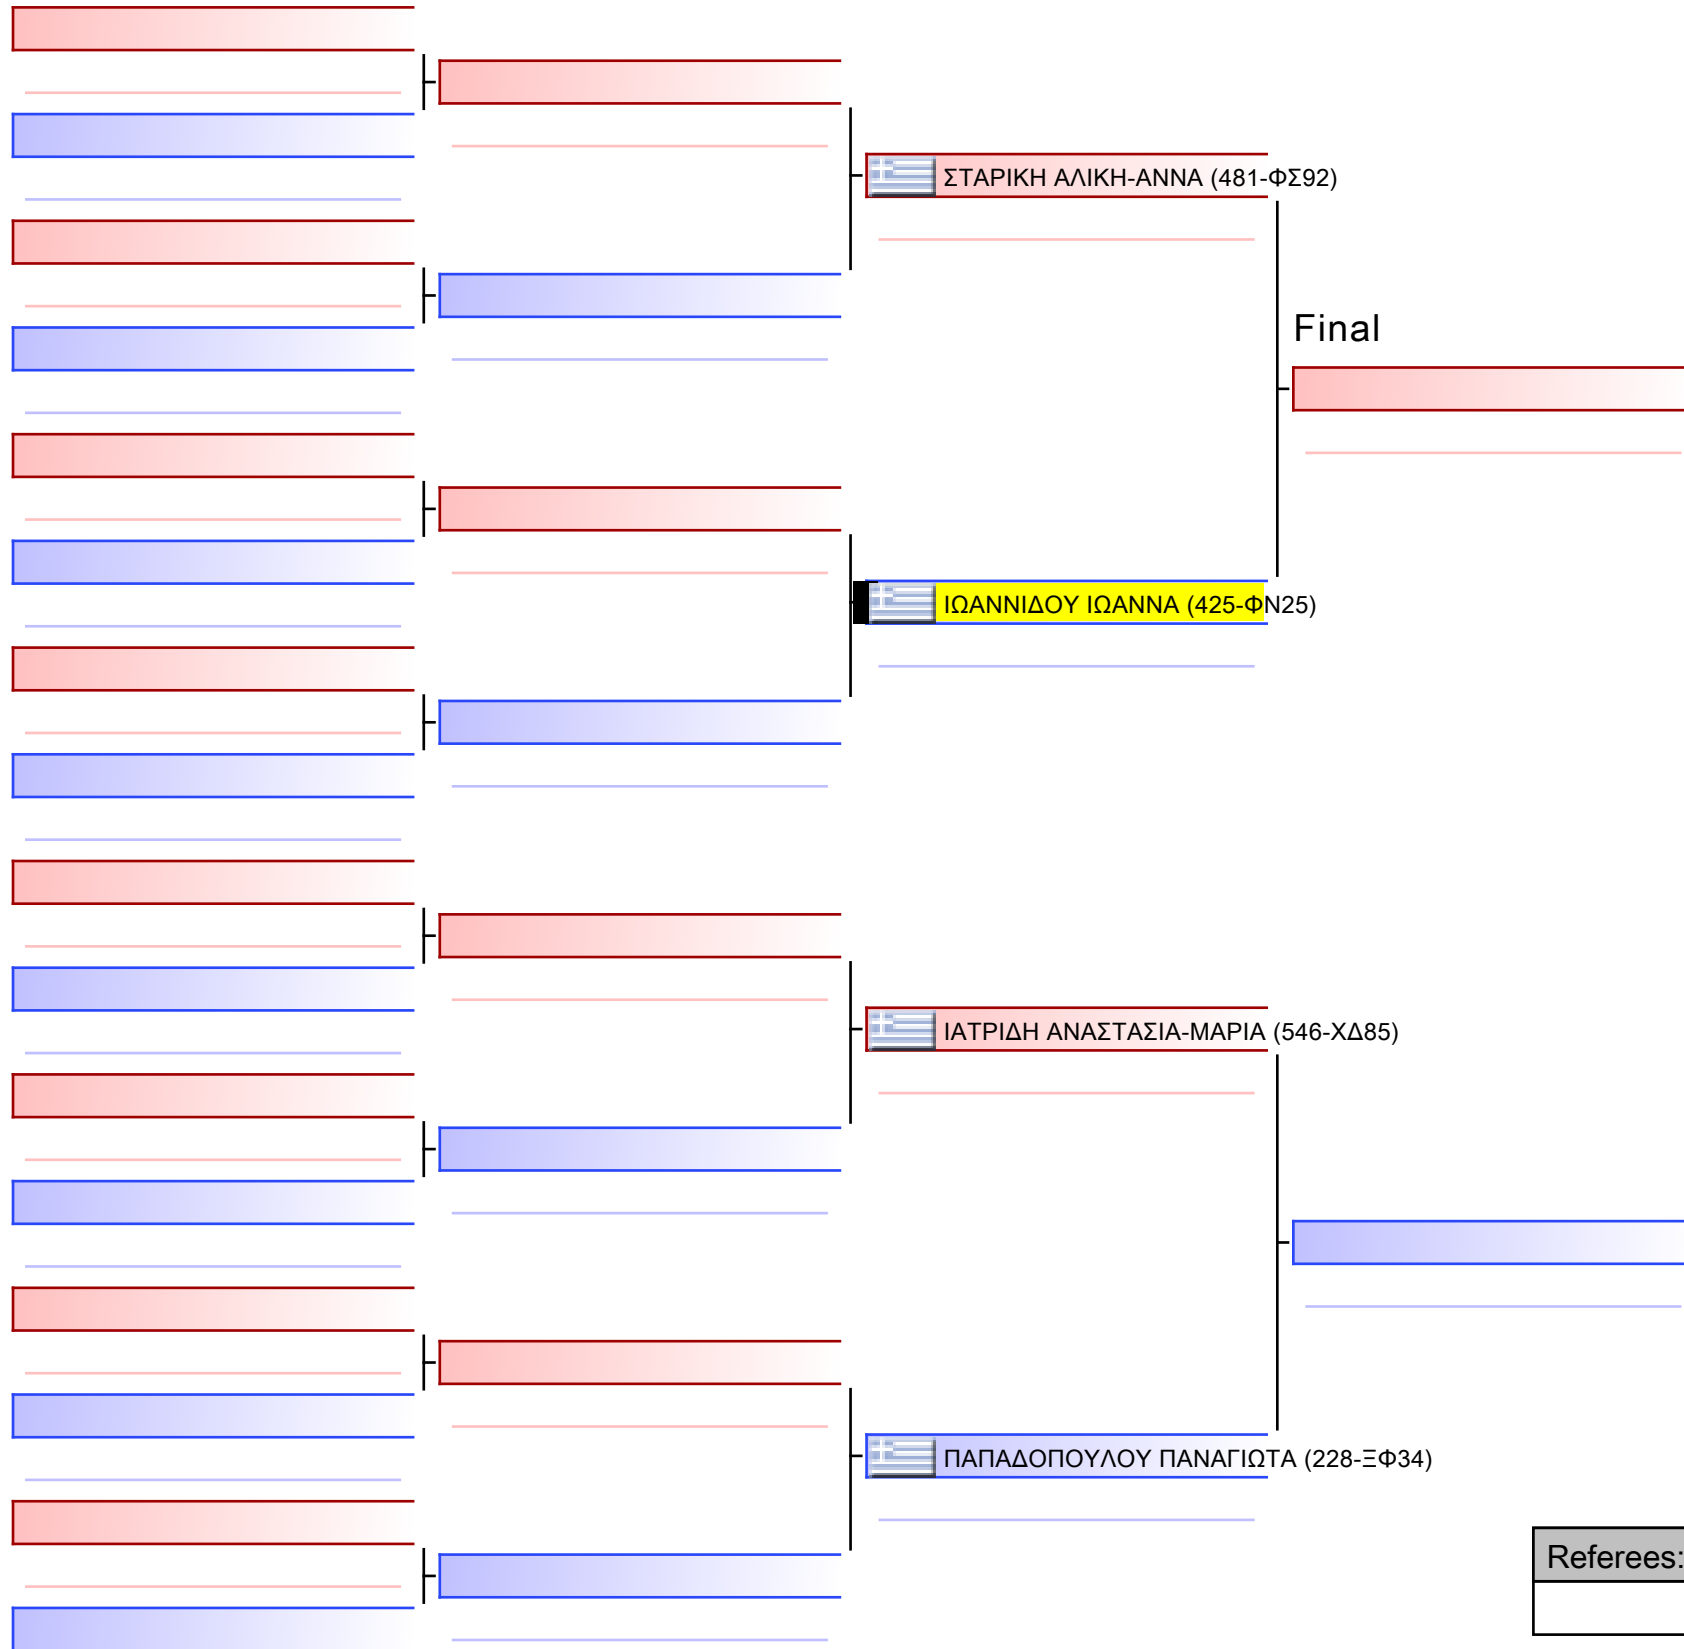 ΣΤΑΡΙΚΗ ΑΛΙΚΗ-ΑΝΝΑ (481-ΦΣ92)
Final
ΙΩΑΝΝΙΔΟΥ ΙΩΑΝΝΑ (425-ΦΝ25)
ΙΑΤΡΙΔΗ ΑΝΑΣΤΑΣΙΑ-ΜΑΡΙΑ (546-ΧΔ85)
ΠΑΠΑΔΟΠΟΥΛΟΥ ΠΑΝΑΓΙΩΤΑ (228-ΞΦ34)
Referees: